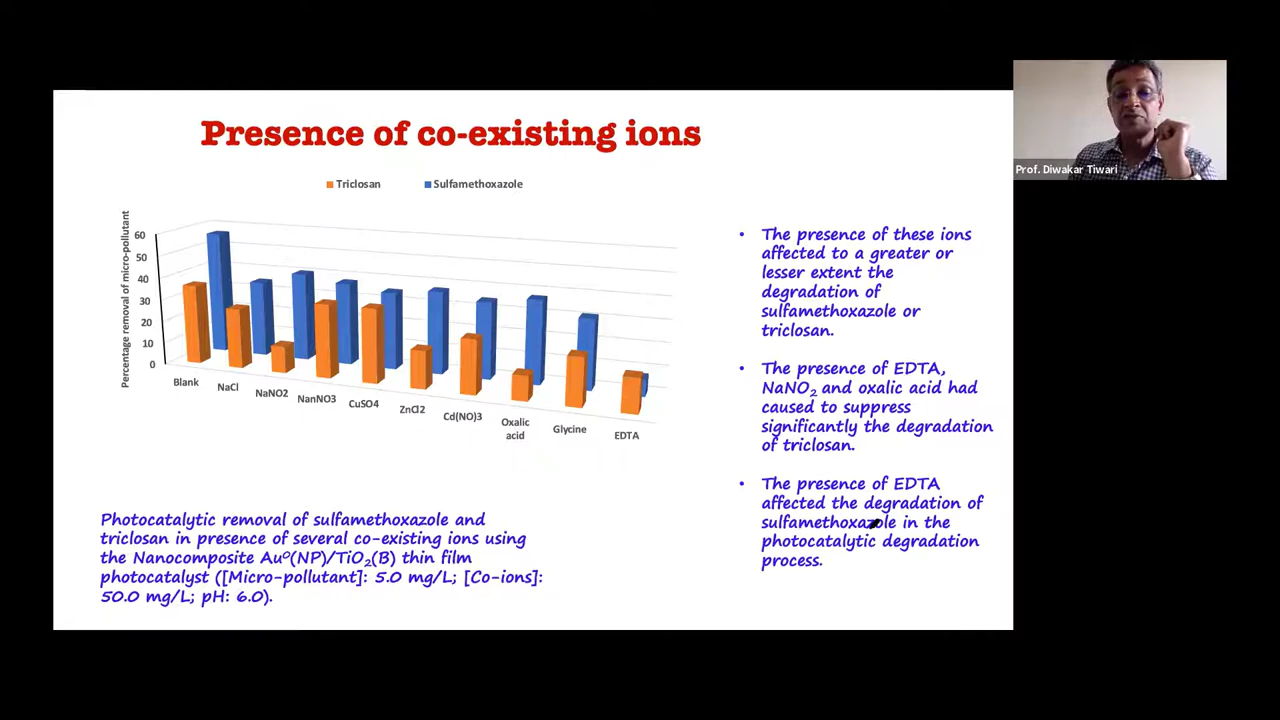 Presence of co-existing ions
Triclosan
Sulfamethoxazole
Percentage removal of micro-pollutant
60
50
40
30
20
10
0
Blank
NaCl
NaNO2
NanNO3
CuSO4
ZnCl2
Cd(NO)3
Oxalic
acid
Glycine
EDTA
Photocatalytic removal of sulfamethoxazole and
triclosan in presence of several co-existing ions using
the Nanocomposite Au⁰(NP)/TiO₂(B) thin film
photocatalyst ([Micro-pollutant]: 5.0 mg/L; [Co-ions]:
50.0 mg/L; pH: 6.0).
• The presence of these ions
affected to a greater or
lesser extent the
degradation of
sulfamethoxazole or
triclosan.
• The presence of EDTA,
NaNO₂ and oxalic acid had
caused to suppress
significantly the degradation
of triclosan.
• The presence of EDTA
affected the degradation of
sulfamethoxazole in the
photocatalytic degradation
process.
Prof. Diwakar Tiwari